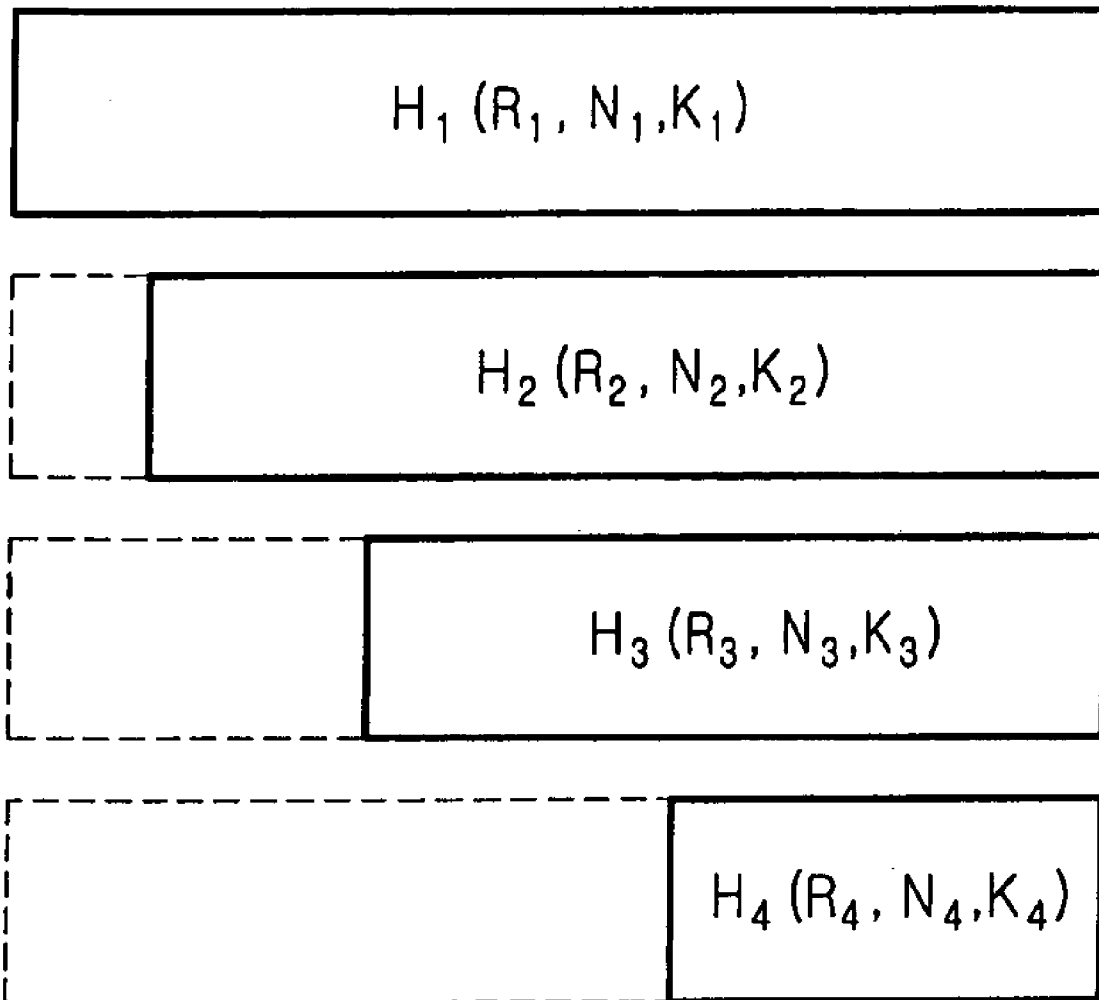 H₁ (R₁, N₁,K₁)
H₂ (R₂, N₂,K₂)
H₃ (R₃, N₃,K₃)
H₄ (R₄, N₄,K₄)